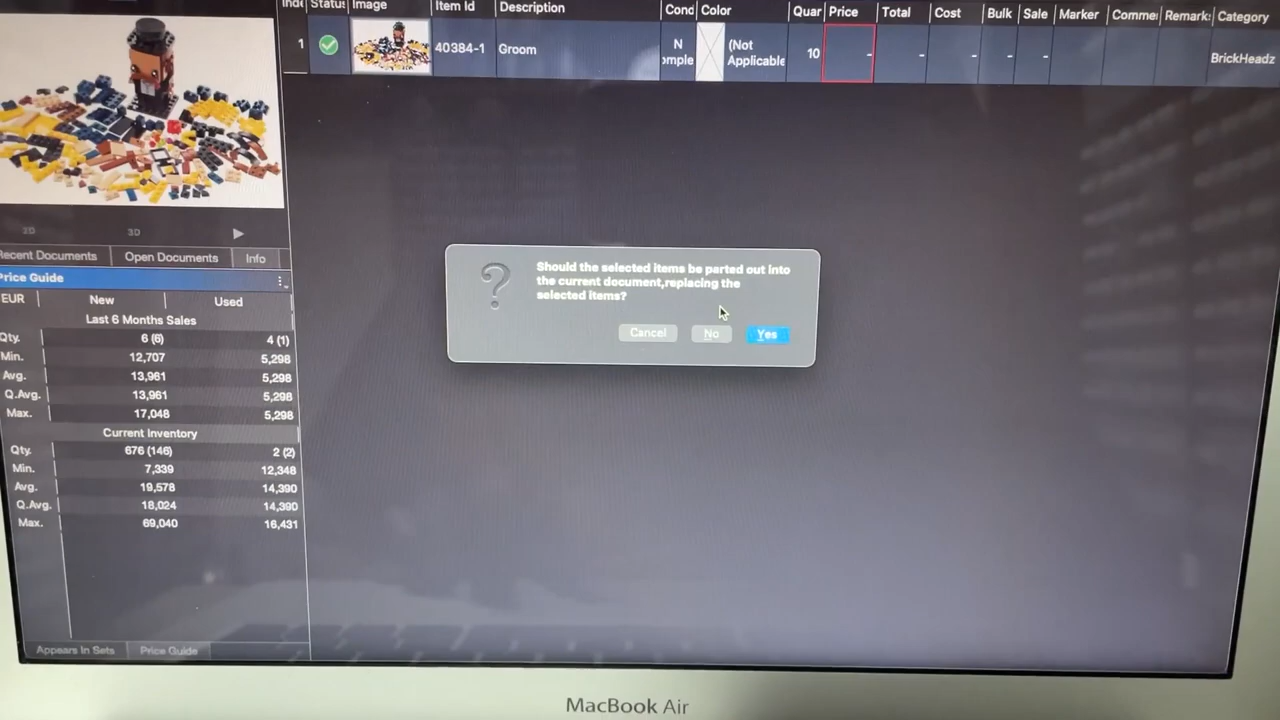 Status Image Item Id Description Cond Color Quar Price Total Cost Bulk Sale Marker Comme Remark Category
1 40384-1 Groom N omple (Not Applicable 10 - - - - - BrickHeadz
2D 3D
Recent Documents Open Documents Info
Price Guide
EUR New Used
Last 6 Months Sales
Qty. 6 (6) 4 (1)
Min. 12,707 5,298
Avg. 13,961 5,298
Q.Avg. 13,961 5,298
Max. 17,048 5,298
Current Inventory
Qty. 676 (146) 2 (2)
Min. 7,339 12,348
Avg. 19,578 14,390
Q.Avg. 18,024 14,390
Max. 69,040 16,431
Appears In Sets Price Guide
?
Should the selected items be parted out into
the current document,replacing the
selected items?
Cancel No Yes
MacBook Air